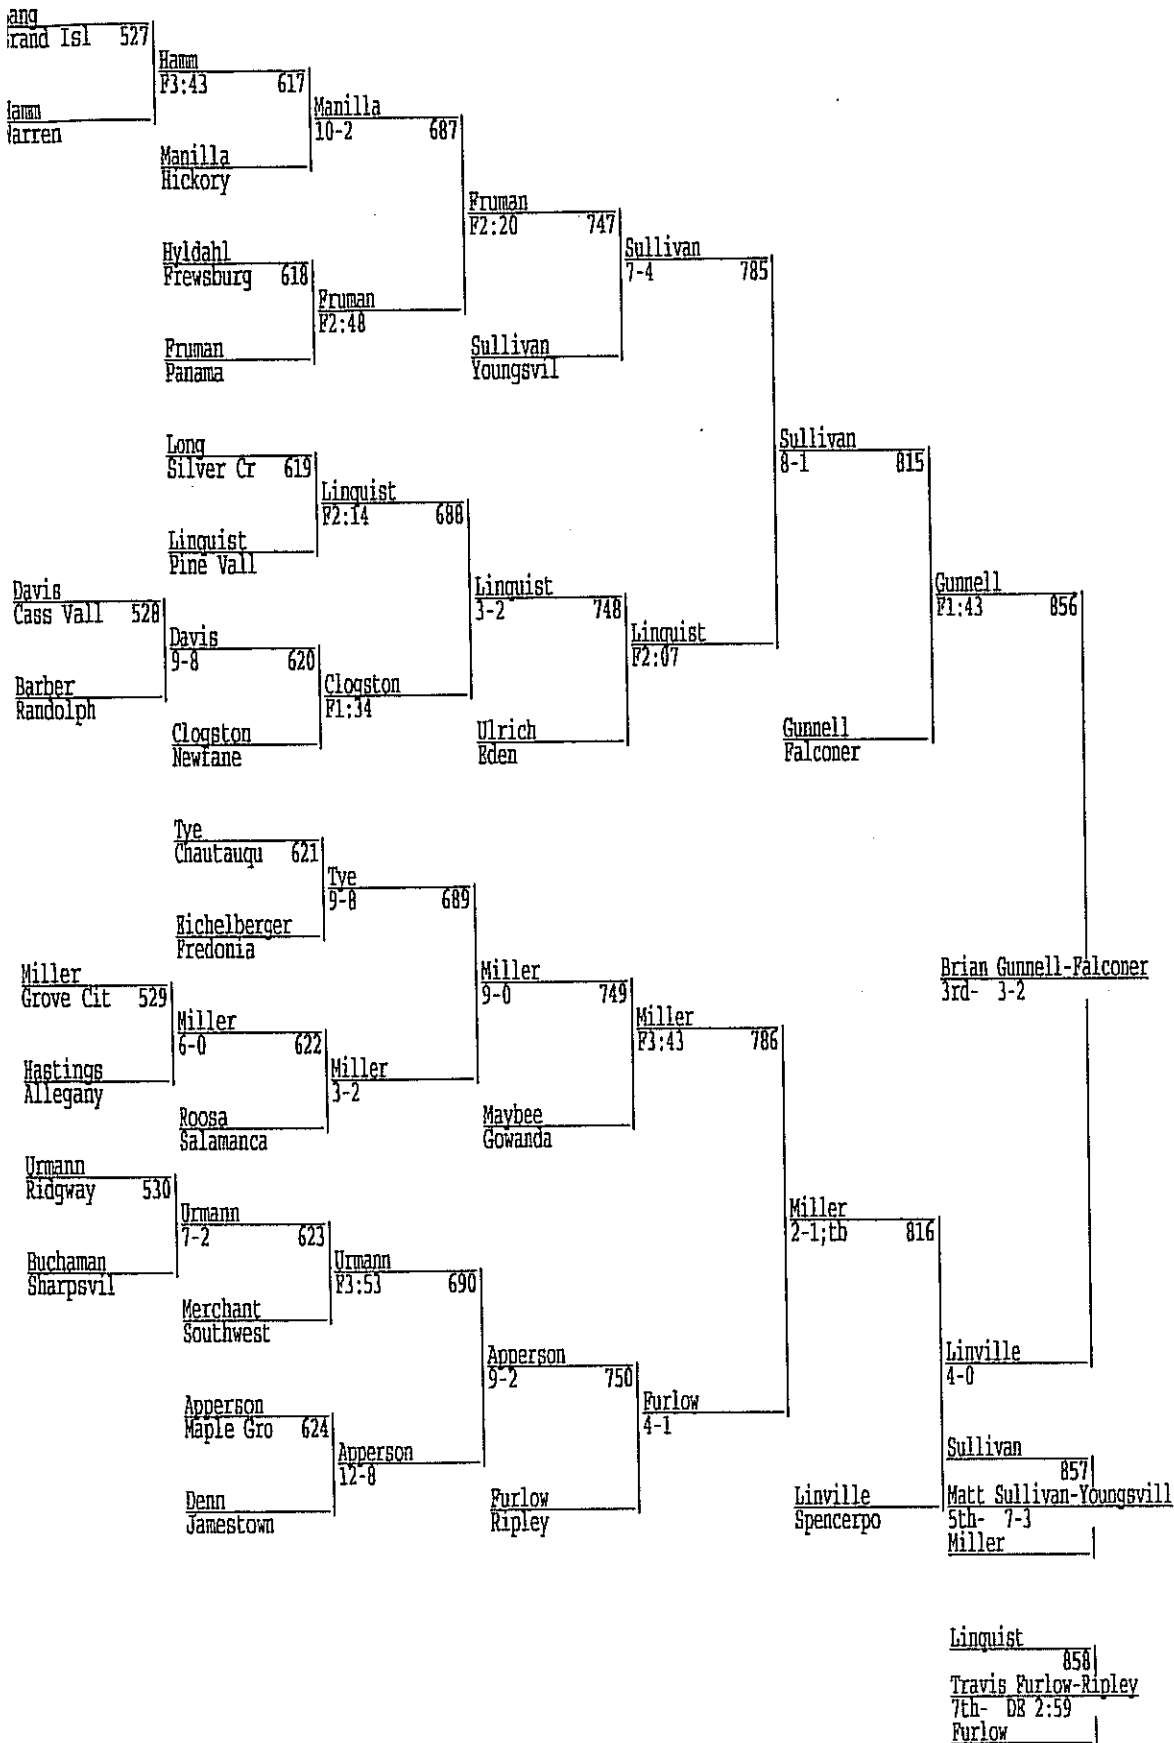 Grand Isl 527
Hamm
F3:43 617
Warren
Manilla
10-2 687
Manilla
Hickory
Fruman
F2:20 747
Hyldahl
Frewsburg 618
Sullivan
7-4 785
Fruman
F2:48
Fruman
Panama
Sullivan
Youngsvil
Long
Silver Cr 619
Sullivan
8-1 815
Linquist
F2:14 688
Linquist
Pine Vall
Davis
Cass Vall 528
Linquist
3-2 748
Gunnell
F1:43 856
Davis
9-8 620
Linquist
F2:07
Barber
Randolph
Clogston
F1:34
Clogston
Newfane
Ulrich
Eden
Gunnell
Falconer
Tye
Chautauqu 621
Tye
9-8 689
Eichelberger
Fredonia
Miller
Grove Cit 529
Miller
9-0 749
Brian Gunnell-Falconer
3rd- 3-2
Miller
6-0 622
Miller
F3:43 786
Hastings
Allegany
Miller
3-2
Roosa
Salamanca
Maybee
Gowanda
Urmann
Ridgway 530
Urmann
7-2 623
Miller
2-1;tb 816
Buchaman
Sharpsvil
Urmann
F3:53 690
Merchant
Southwest
Apperson
9-2 750
Linville
4-0
Apperson
Maple Gro 624
Furlow
4-1
Apperson
12-8
Sullivan
857
Denn
Jamestown
Furlow
Ripley
Linville
Spencerpo
Matt Sullivan-Youngsvill
5th- 7-3
Miller
Linquist
858
Travis Furlow-Ripley
7th- DE 2:59
Furlow